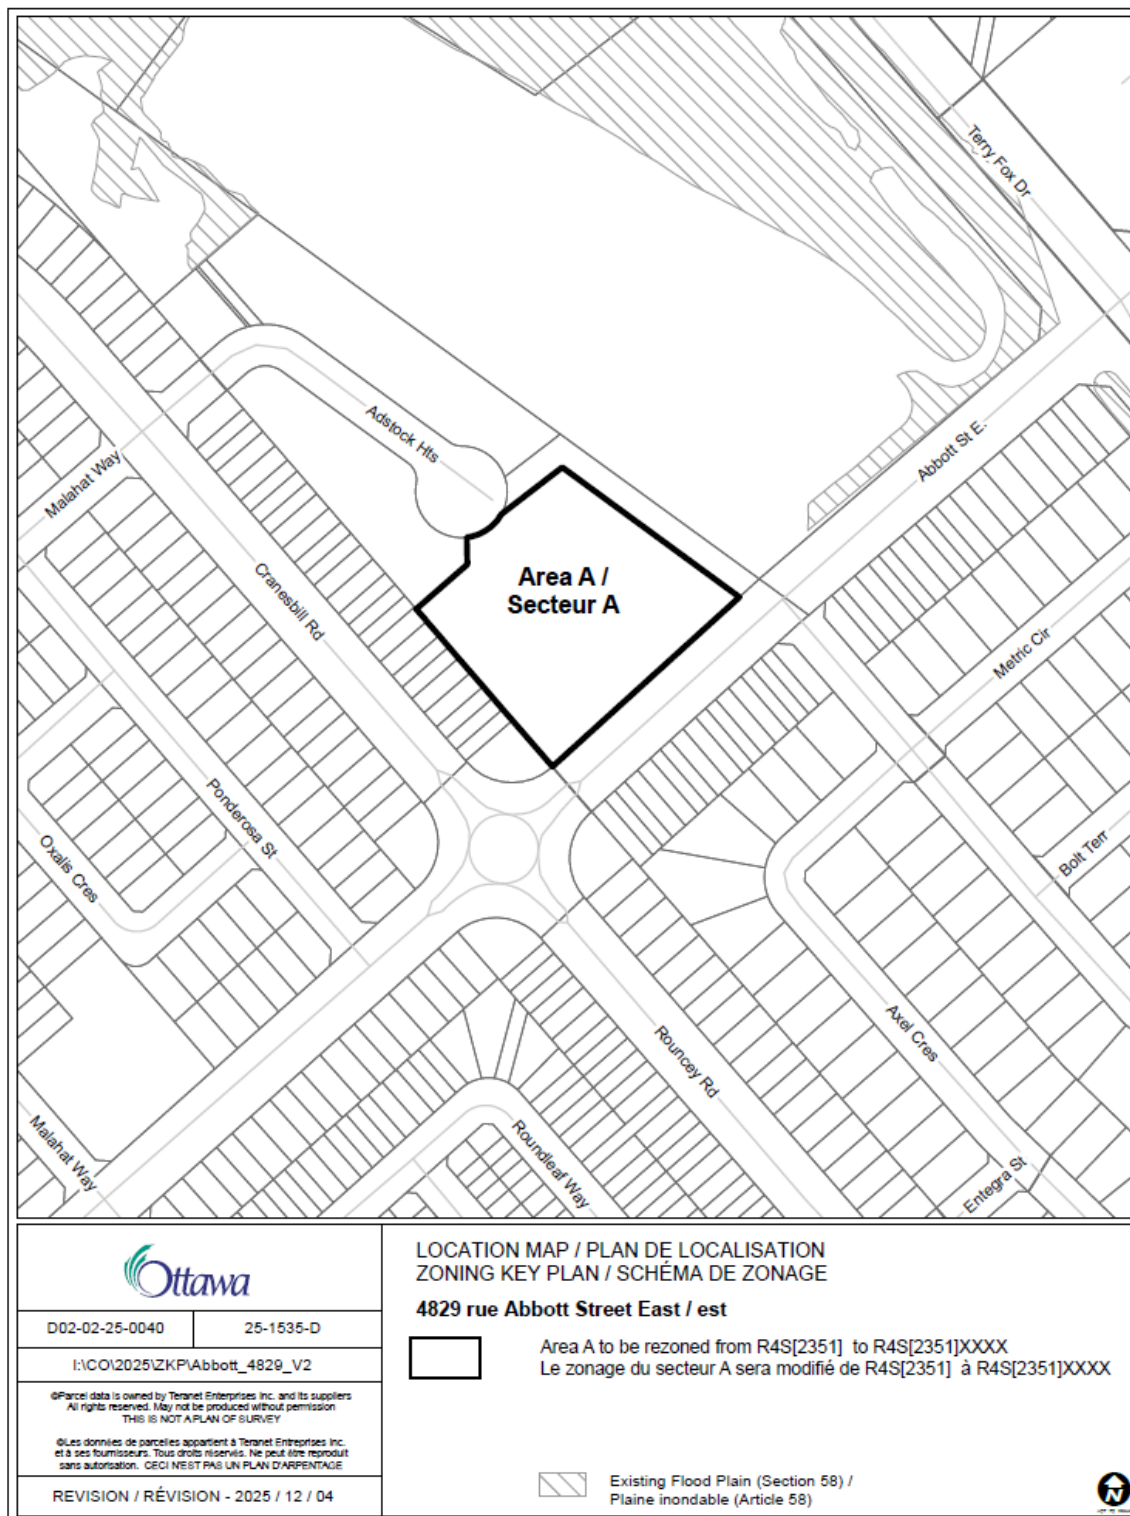 Terry Fox Dr
Adstock Hts
Abbott St E.
Malahat Way
Cranesbill Rd
Area A /
Secteur A
Metric Cir
Ponderosa St
Oxalis Cres
Bolt Terr
Axel Cres
Rouncey Rd
Malahat Way
Roundleaf Way
Entegra St
Ottawa
D02-02-25-0040
25-1535-D
I:\CO\2025\ZKP\Abbott_4829_V2
©Parcel data is owned by Teranet Enterprises Inc. and its suppliers
All rights reserved. May not be produced without permission
THIS IS NOT A PLAN OF SURVEY
©Les données de parcelles appartient à Teranet Entreprises Inc.
et à ses fournisseurs. Tous droits réservés. Ne peut être reproduit
sans autorisation. CECI N'EST PAS UN PLAN D'ARPENTAGE
REVISION / RÉVISION - 2025 / 12 / 04
LOCATION MAP / PLAN DE LOCALISATION
ZONING KEY PLAN / SCHÉMA DE ZONAGE
4829 rue Abbott Street East / est
Area A to be rezoned from R4S[2351] to R4S[2351]XXXX
Le zonage du secteur A sera modifié de R4S[2351] à R4S[2351]XXXX
Existing Flood Plain (Section 58) /
Plaine inondable (Article 58)
N